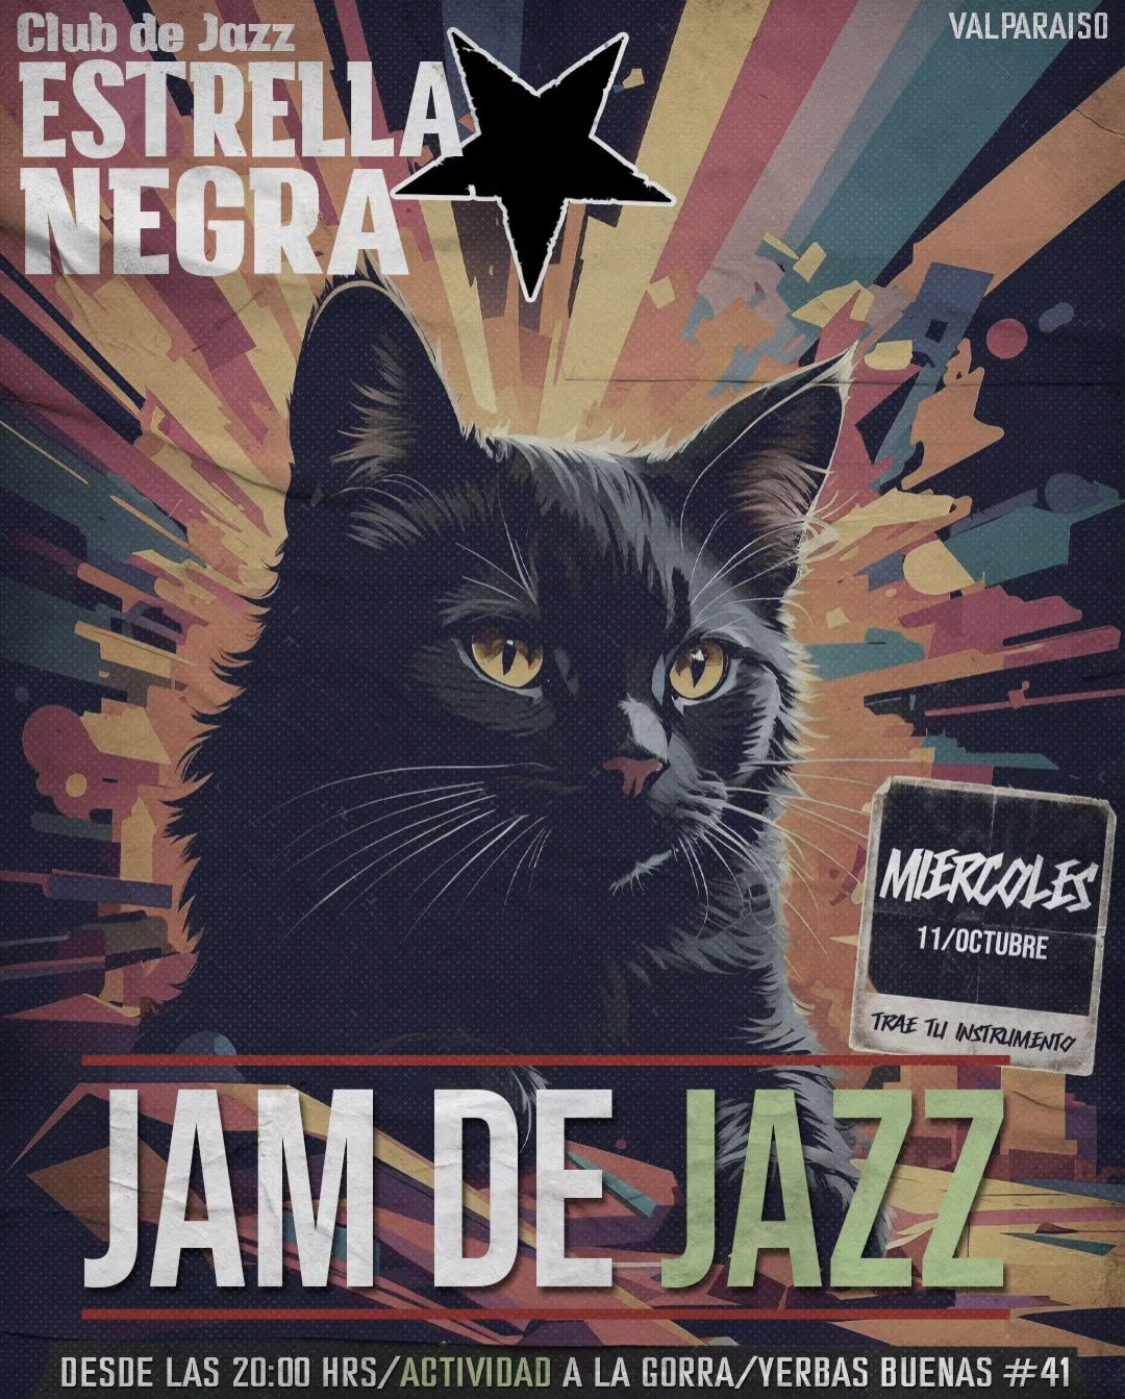 Club de Jazz
ESTRELLA
NEGRA
VALPARAISO
MIERCOLES
11/OCTUBRE
TRAE TU INSTRUMENTO
JAM DE JAZZ
DESDE LAS 20:00 HRS/ACTIVIDAD A LA GORRA/YERBAS BUENAS #41